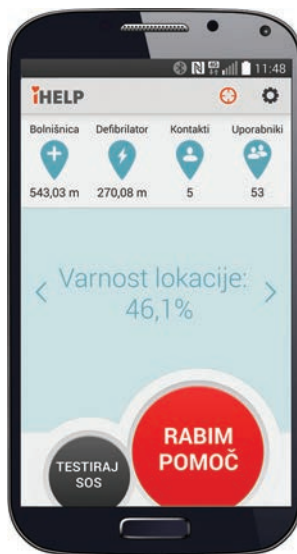 4G
11:48
iHELP
Bolnišnica Defibrilator Kontakti Uporabniki
543,03 m 270,08 m 5 53
Varnost lokacije:
46,1%
RABIM
POMOČ
TESTIRAJ
SOS